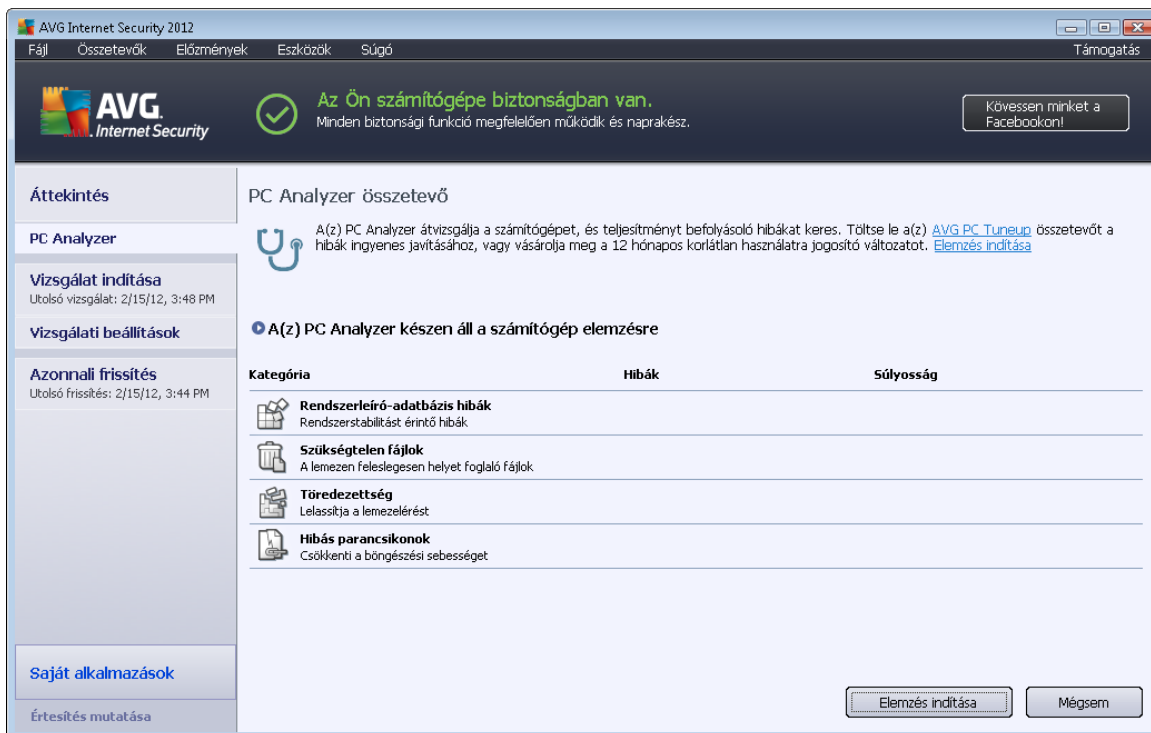 AVG Internet Security 2012
Fájl Összetevők Előzmények Eszközök Súgó Támogatás
AVG.
Internet Security
Az Ön számítógépe biztonságban van.
Minden biztonsági funkció megfelelően működik és naprakész.
Kövessen minket a
Facebookon!
Áttekintés
PC Analyzer
Vizsgálat indítása
Utolsó vizsgálat: 2/15/12, 3:48 PM
Vizsgálati beállítások
Azonnali frissítés
Utolsó frissítés: 2/15/12, 3:44 PM
Saját alkalmazások
Értesítés mutatása
PC Analyzer összetevő
A(z) PC Analyzer átvizsgálja a számítógépet, és teljesítményt befolyásoló hibákat keres. Töltse le a(z) AVG PC Tuneup összetevőt a
hibák ingyenes javításához, vagy vásárolja meg a 12 hónapos korlátlan használatra jogosító változatot. Elemzés indítása
A(z) PC Analyzer készen áll a számítógép elemzésre
Kategória Hibák Súlyosság
Rendszerleíró-adatbázis hibák
Rendszerstabilitást érintő hibák
Szükségtelen fájlok
A lemezen feleslegesen helyet foglaló fájlok
Töredezettség
Lelassítja a lemezelérést
Hibás parancsikonok
Csökkenti a böngészési sebességet
Elemzés indítása Mégsem